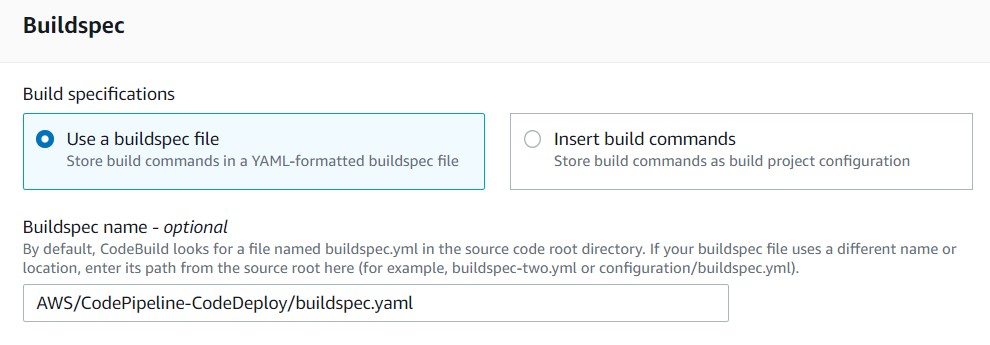 Buildspec
Build specifications
Use a buildspec file
Store build commands in a YAML-formatted buildspec file
Insert build commands
Store build commands as build project configuration
Buildspec name - optional
By default, CodeBuild looks for a file named buildspec.yml in the source code root directory. If your buildspec file uses a different name or
location, enter its path from the source root here (for example, buildspec-two.yml or configuration/buildspec.yml).
AWS/CodePipeline-CodeDeploy/buildspec.yaml